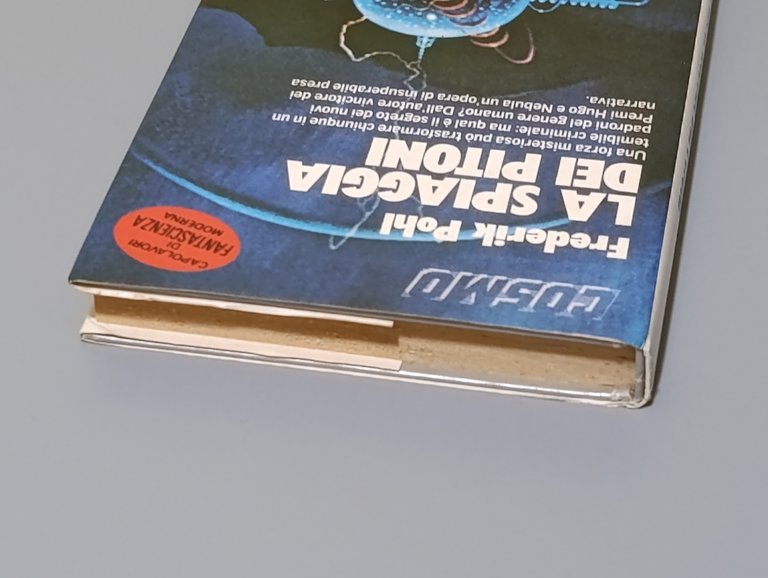 COSMO
CAPOLAVORI
DI
FANTASCIENZA
MODERNA
Frederik Pohl
LA SPIAGGIA
DEI PITONI
Una forza misteriosa può trasformare chiunque in un
temibile criminale: ma qual è il segreto dei nuovi
padroni del genere umano? Dall'autore vincitore dei
Premi Hugo e Nebula un'opera di insuperabile presa
narrativa.